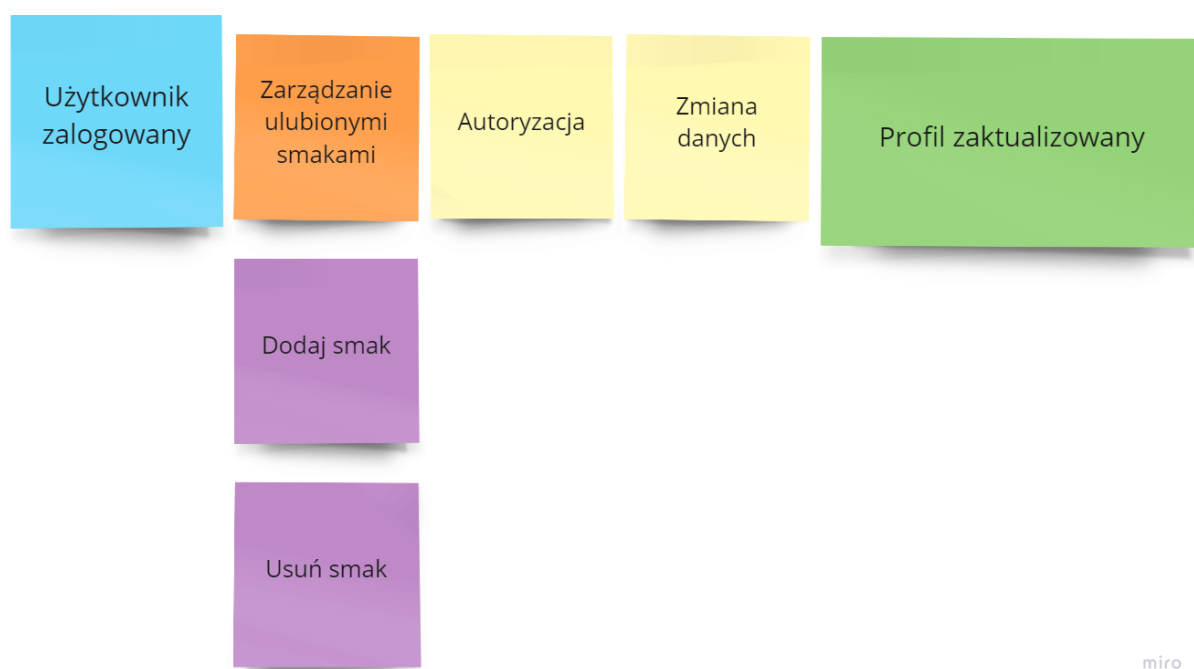 Użytkownik
zalogowany
Zarządzanie
ulubionymi
smakami
Autoryzacja
Zmiana
danych
Profil zaktualizowany
Dodaj smak
Usuń smak
miro